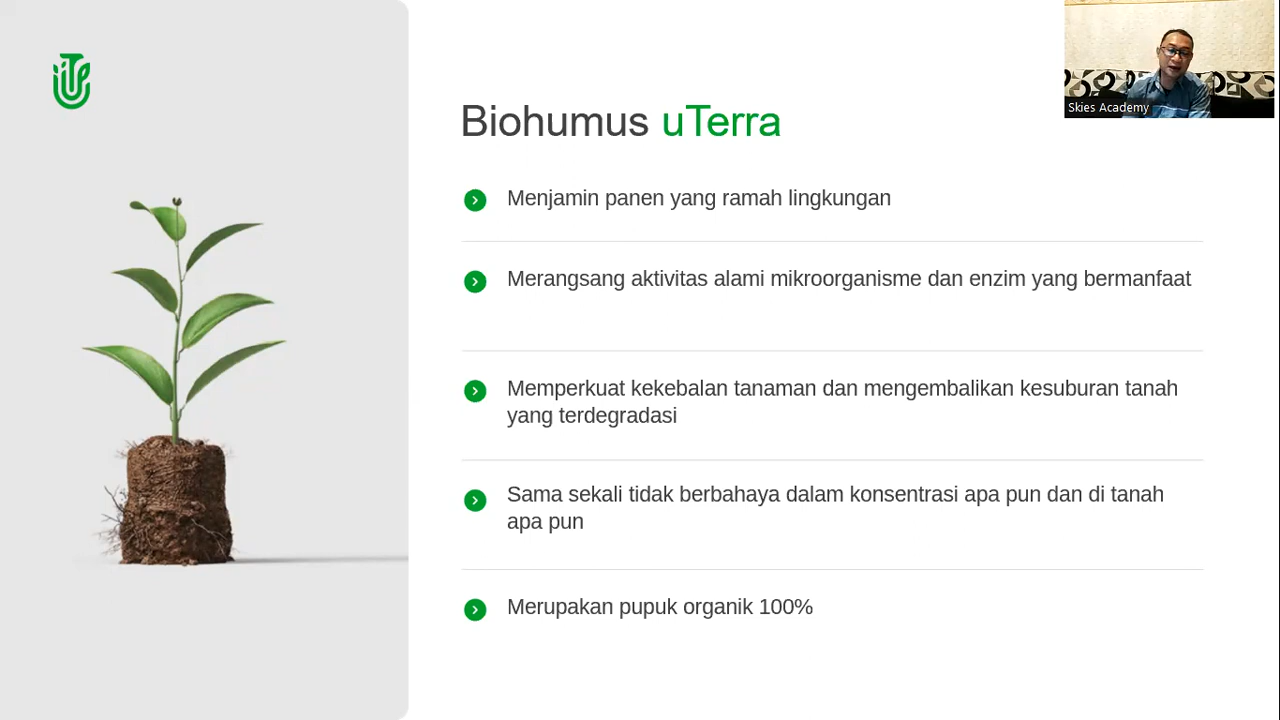 Skies Academy
Biohumus uTerra
Menjamin panen yang ramah lingkungan
Merangsang aktivitas alami mikroorganisme dan enzim yang bermanfaat
Memperkuat kekebalan tanaman dan mengembalikan kesuburan tanah
yang terdegradasi
Sama sekali tidak berbahaya dalam konsentrasi apa pun dan di tanah
apa pun
Merupakan pupuk organik 100%